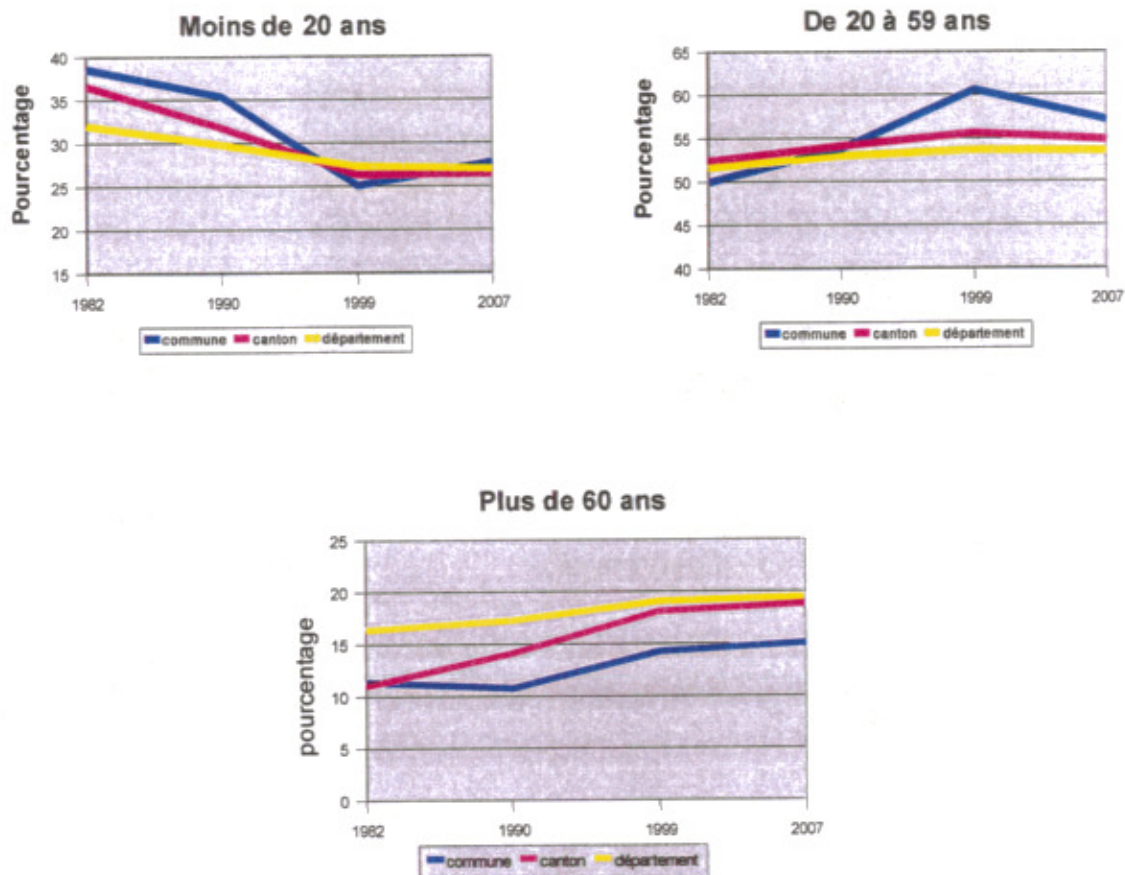 Moins de 20 ans
Pourcentage
40
35
30
25
20
15
1982 1990 1999 2007
commune canton département
De 20 à 59 ans
Pourcentage
65
60
55
50
45
40
1982 1990 1999 2007
commune canton département
Plus de 60 ans
pourcentage
25
20
15
10
5
0
1982 1990 1999 2007
commune canton département